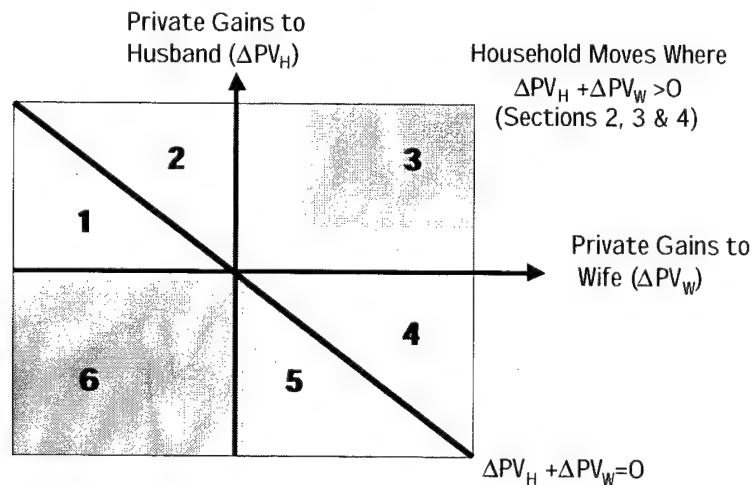 Private Gains to
Husband (ΔPV_H)
Household Moves Where
ΔPV_H +ΔPV_W >0
(Sections 2, 3 & 4)
2
3
1
Private Gains to
Wife (ΔPV_W)
4
6
5
ΔPV_H +ΔPV_W=0